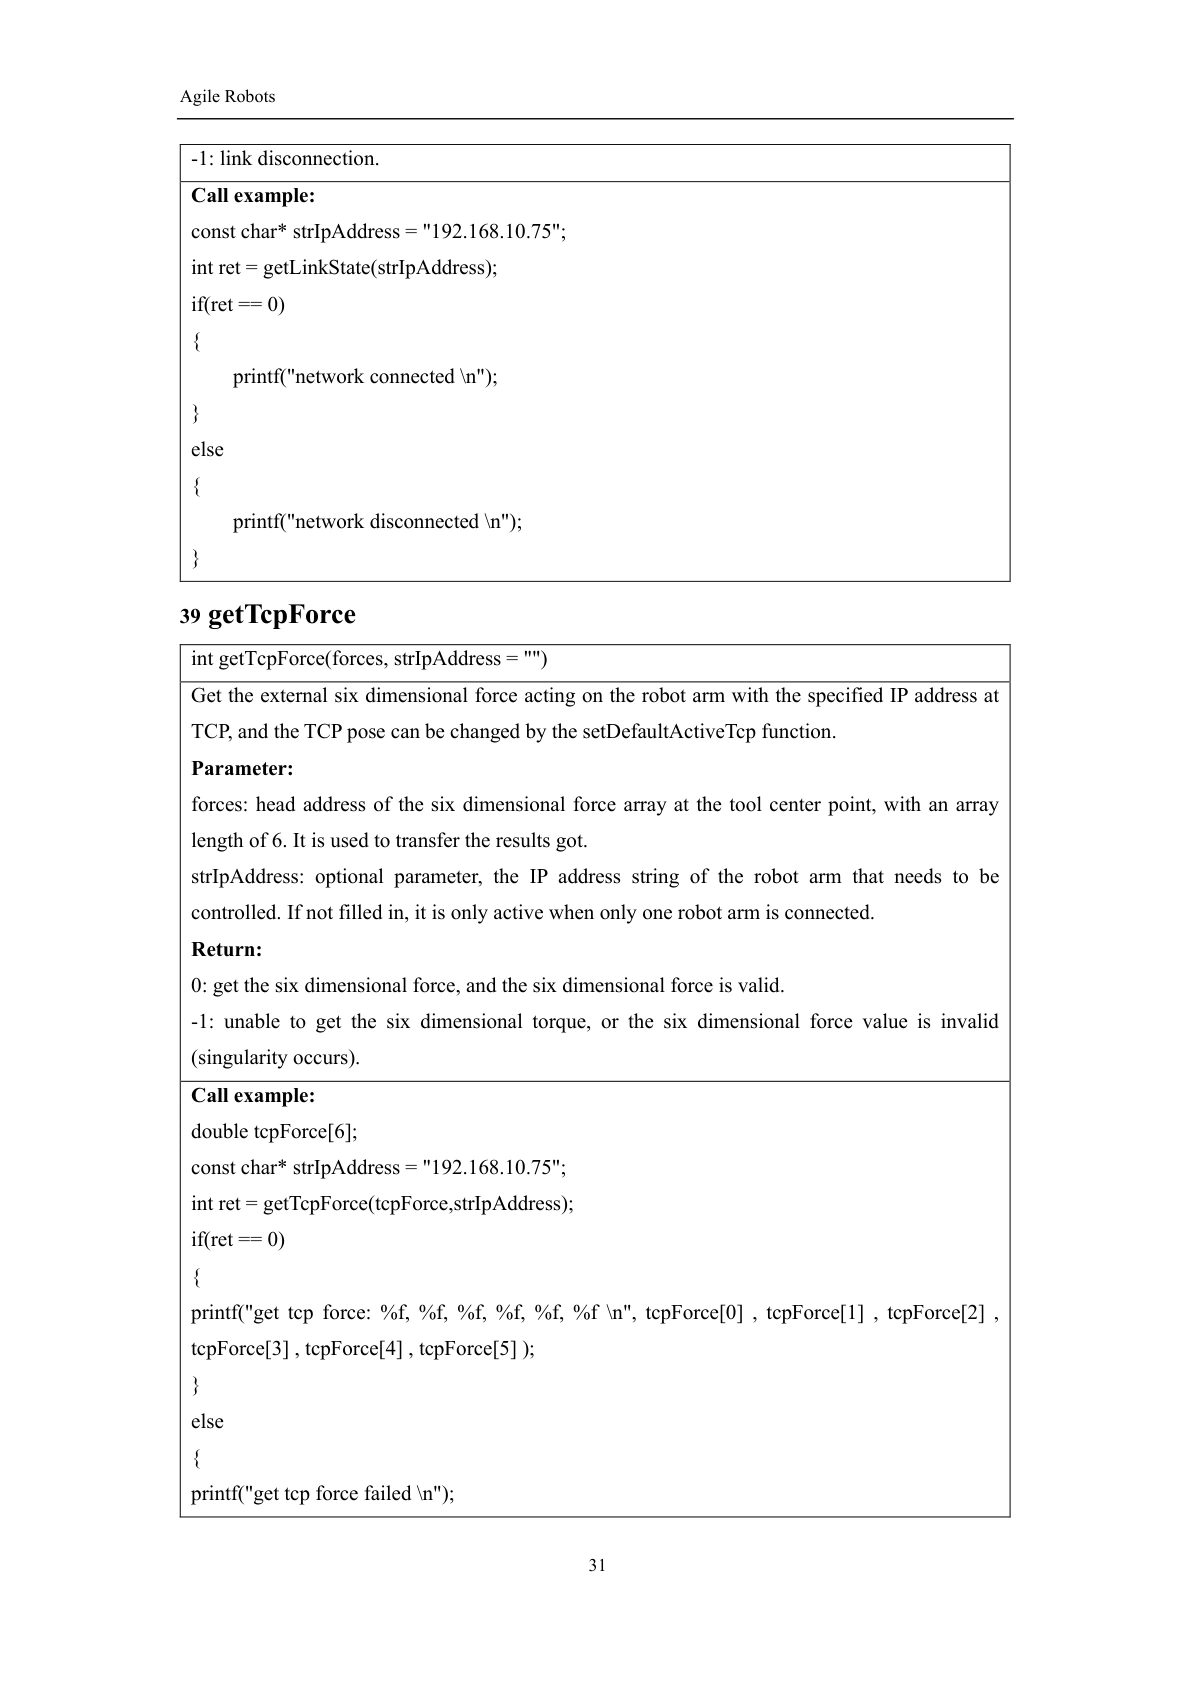 Agile Robots
-1: link disconnection.
Call example:
const char* strIpAddress = "192.168.10.75";
int ret = getLinkState(strIpAddress);
if(ret == 0)
{
printf("network connected \n");
}
else
{
printf("network disconnected \n");
}
39 getTcpForce
int getTcpForce(forces, strIpAddress = "")
Get the external six dimensional force acting on the robot arm with the specified IP address at
TCP, and the TCP pose can be changed by the setDefaultActiveTcp function.
Parameter:
forces: head address of the six dimensional force array at the tool center point, with an array
length of 6. It is used to transfer the results got.
strIpAddress: optional parameter, the IP address string of the robot arm that needs to be
controlled. If not filled in, it is only active when only one robot arm is connected.
Return:
0: get the six dimensional force, and the six dimensional force is valid.
-1: unable to get the six dimensional torque, or the six dimensional force value is invalid
(singularity occurs).
Call example:
double tcpForce[6];
const char* strIpAddress = "192.168.10.75";
int ret = getTcpForce(tcpForce,strIpAddress);
if(ret == 0)
{
printf("get tcp force: %f, %f, %f, %f, %f, %f \n", tcpForce[0] , tcpForce[1] , tcpForce[2] ,
tcpForce[3] , tcpForce[4] , tcpForce[5] );
}
else
{
printf("get tcp force failed \n");
31